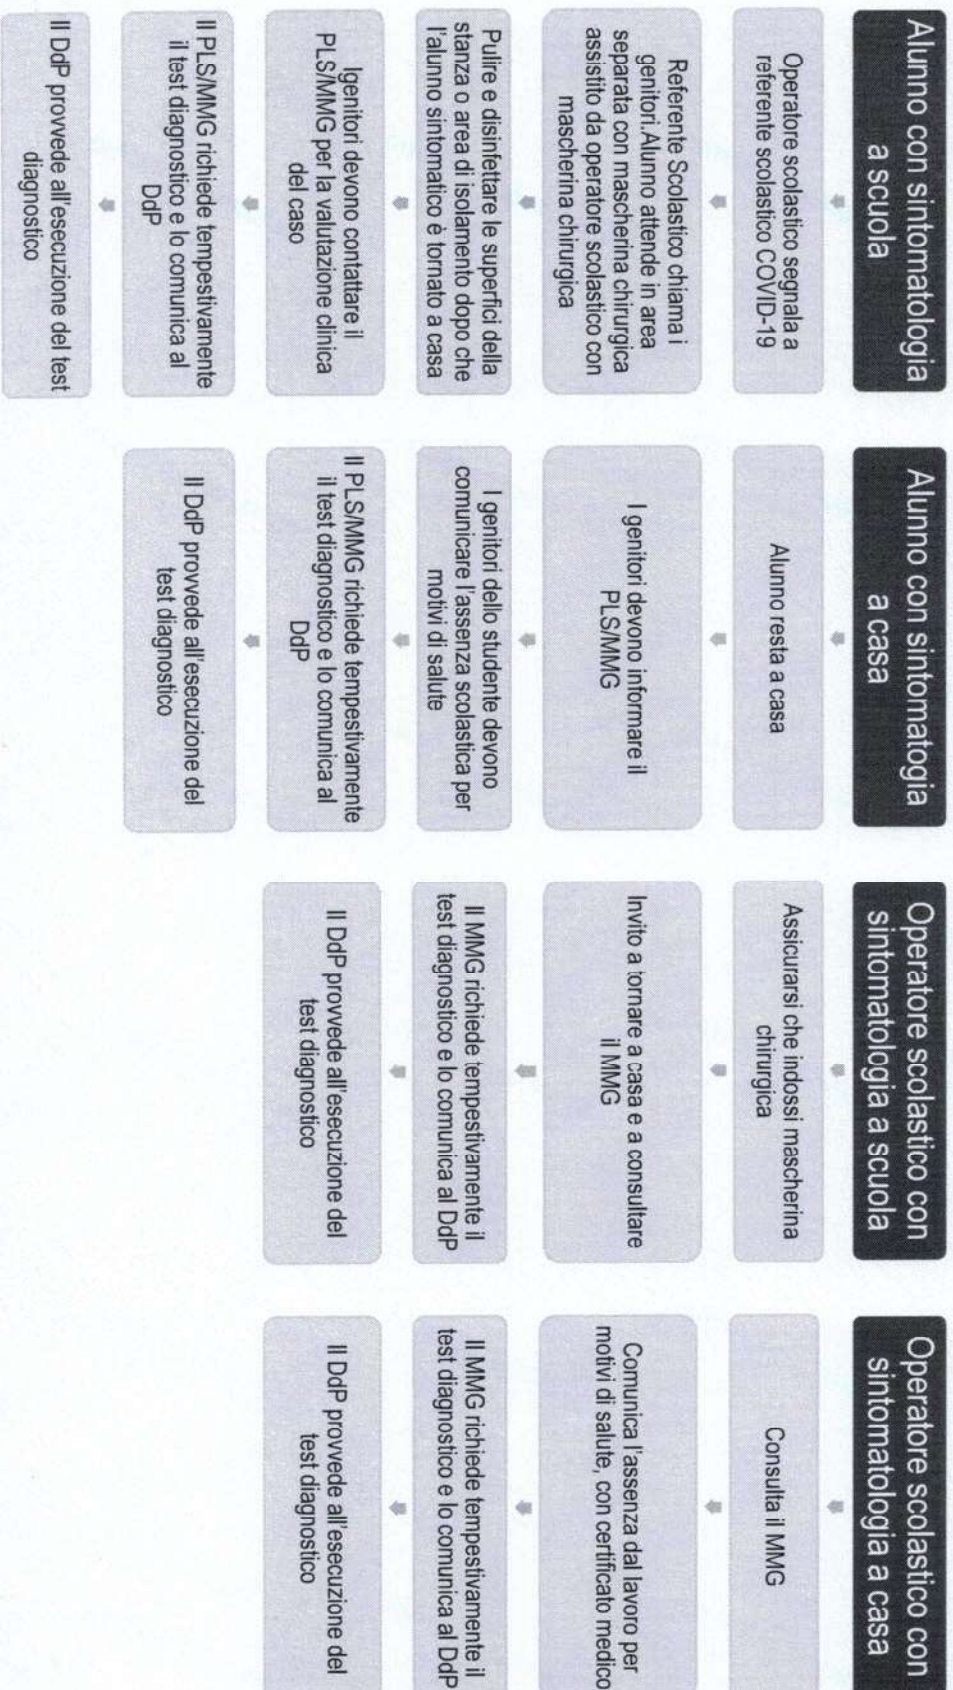 Alunno con sintomatologia
a scuola
Operatore scolastico segnala a
referente scolastico COVID-19
Referente Scolastico chiama i
genitori.Alunno attende in area
separata con mascherina chirurgica
assistito da operatore scolastico con
mascherina chirurgica
Pulire e disinfettare le superfici della
stanza o area di isolamento dopo che
l'alunno sintomatico è tornato a casa
Igenitori devono contattare il
PLS/MMG per la valutazione clinica
del caso
Il PLS/MMG richiede tempestivamente
il test diagnostico e lo comunica al
DdP
Il DdP provvede all'esecuzione del test
diagnostico
Alunno con sintomatogia
a casa
Alunno resta a casa
I genitori devono informare il
PLS/MMG
I genitori dello studente devono
comunicare l'assenza scolastica per
motivi di salute
Il PLS/MMG richiede tempestivamente
il test diagnostico e lo comunica al
DdP
Il DdP provvede all'esecuzione del
test diagnostico
Operatore scolastico con
sintomatologia a scuola
Assicurarsi che indossi mascherina
chirurgica
Invito a tornare a casa e a consultare
il MMG
Il MMG richiede tempestivamente il
test diagnostico e lo comunica al DdP
Il DdP provvede all'esecuzione del
test diagnostico
Operatore scolastico con
sintomatologia a casa
Consulta il MMG
Comunica l'assenza dal lavoro per
motivi di salute, con certificato medico
Il MMG richiede tempestivamente il
test diagnostico e lo comunica al DdP
Il DdP provvede all'esecuzione del
test diagnostico